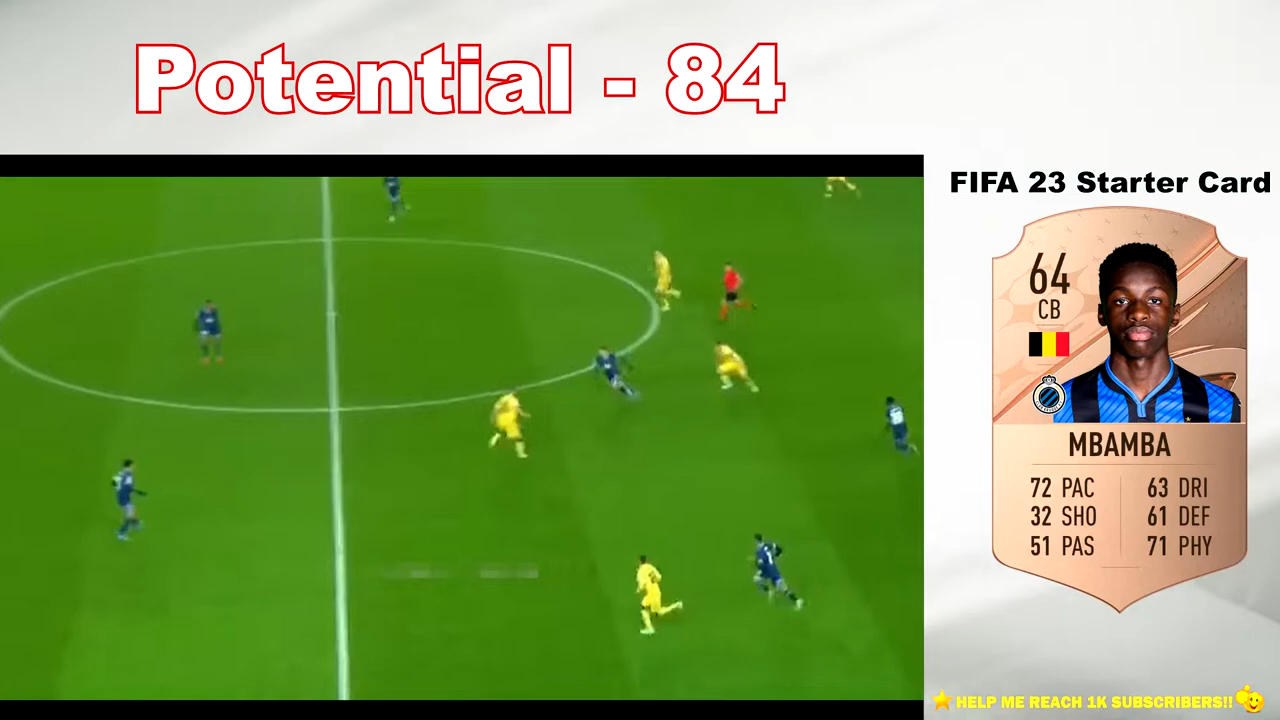 Potential - 84
FIFA 23 Starter Card
64
CB
MBAMBA
72 PAC 63 DRI
32 SHO 61 DEF
51 PAS 71 PHY
HELP ME REACH 1K SUBSCRIBERS!!